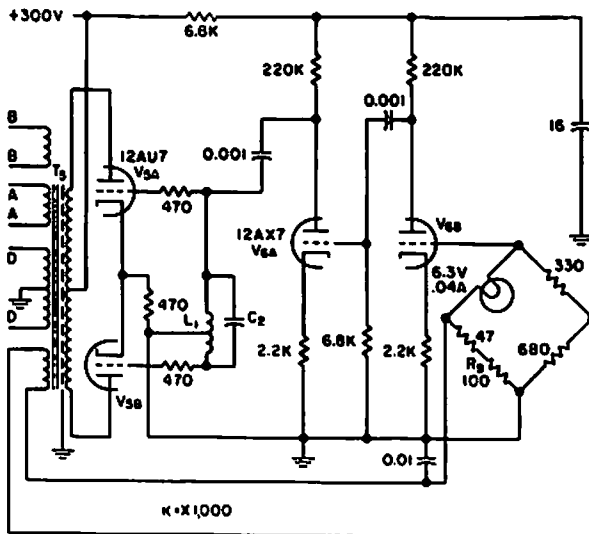 +300V
6.8K
220K
220K
0.001
16
B
B
T5
12AU7
V5A
0.001
A
A
470
12AX7
V6A
V6B
6.3V
.04A
330
D
D
470
L1
C2
2.2K
6.8K
2.2K
47
R9
100
680
470
V5B
0.01
K=X1,000